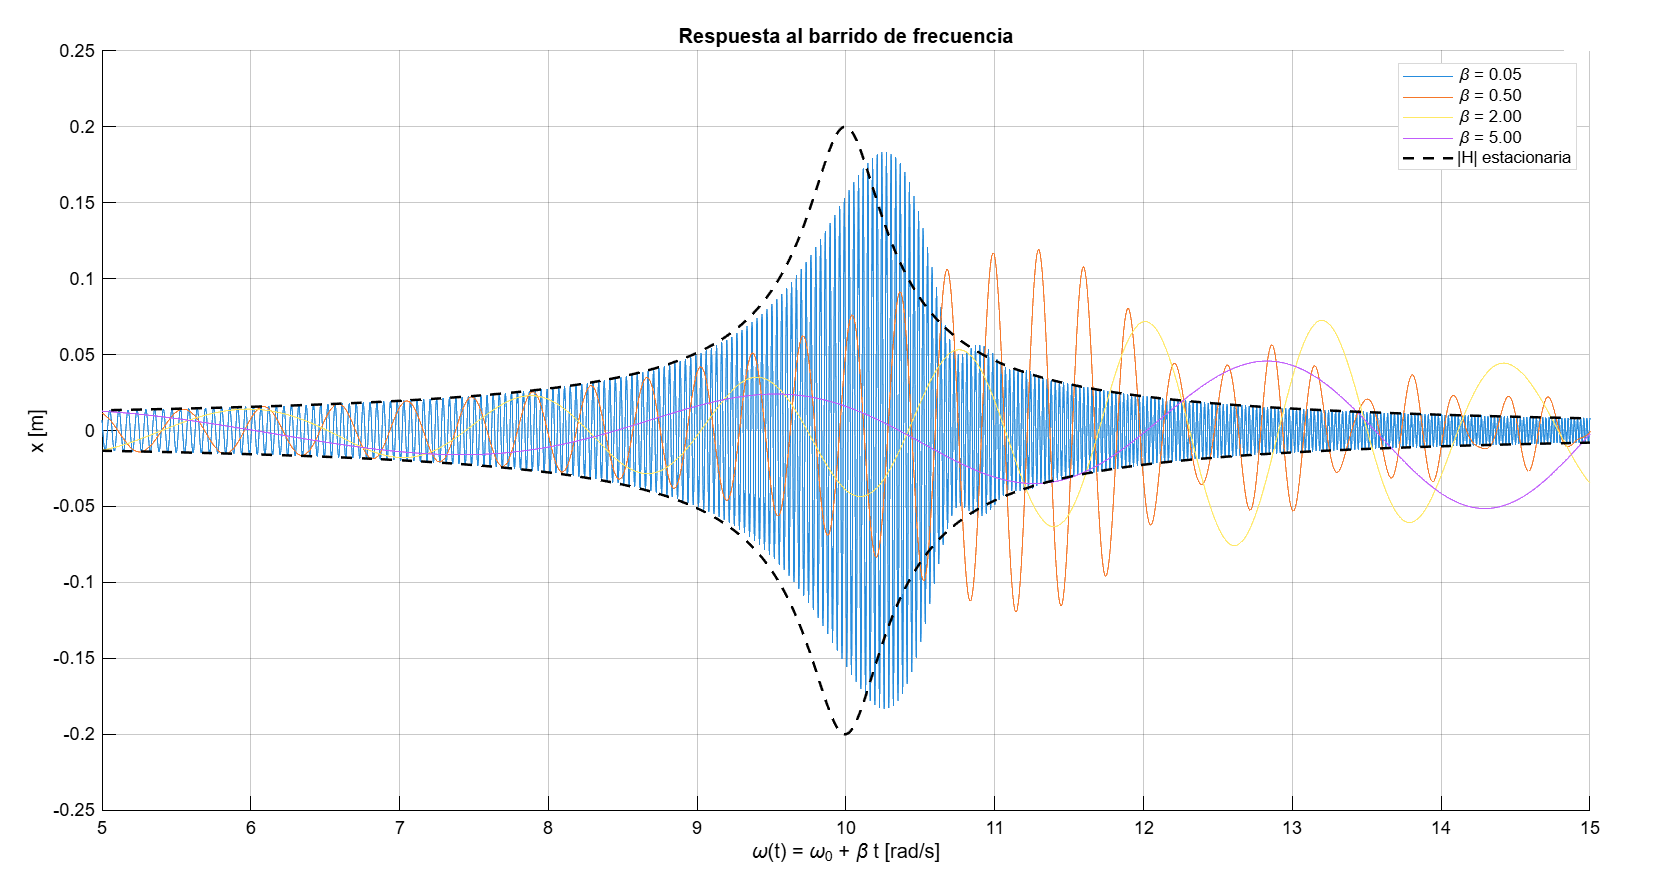 Respuesta al barrido de frecuencia
0.25
0.2
0.15
0.1
0.05
0
-0.05
-0.1
-0.15
-0.2
-0.25
x [m]
β = 0.05
β = 0.50
β = 2.00
β = 5.00
|H| estacionaria
5 6 7 8 9 10 11 12 13 14 15
ω(t) = ω₀ + β t [rad/s]